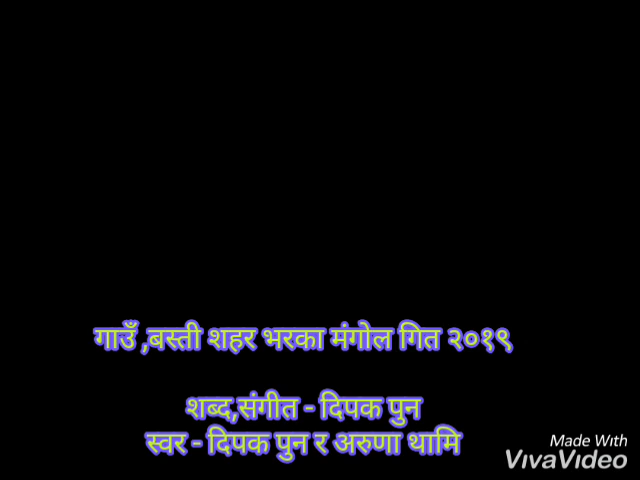 गाउँ ,बस्ती शहर भरका मंगोल गित २०१९
शब्द,संगीत - दिपक पुन
स्वर - दिपक पुन र अरुणा थामि
Made With
VivaVideo